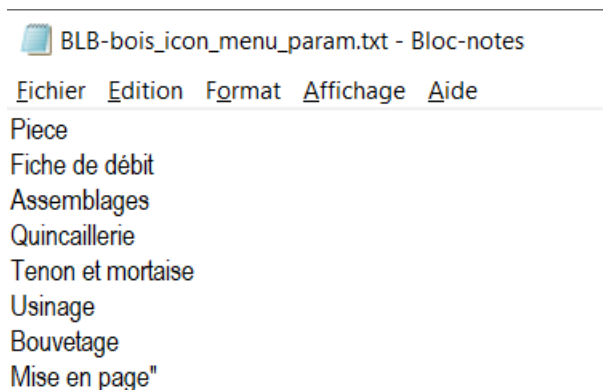 BLB-bois_icon_menu_param.txt - Bloc-notes
Fichier Edition Format Affichage Aide
Piece
Fiche de débit
Assemblages
Quincaillerie
Tenon et mortaise
Usinage
Bouvetage
Mise en page"